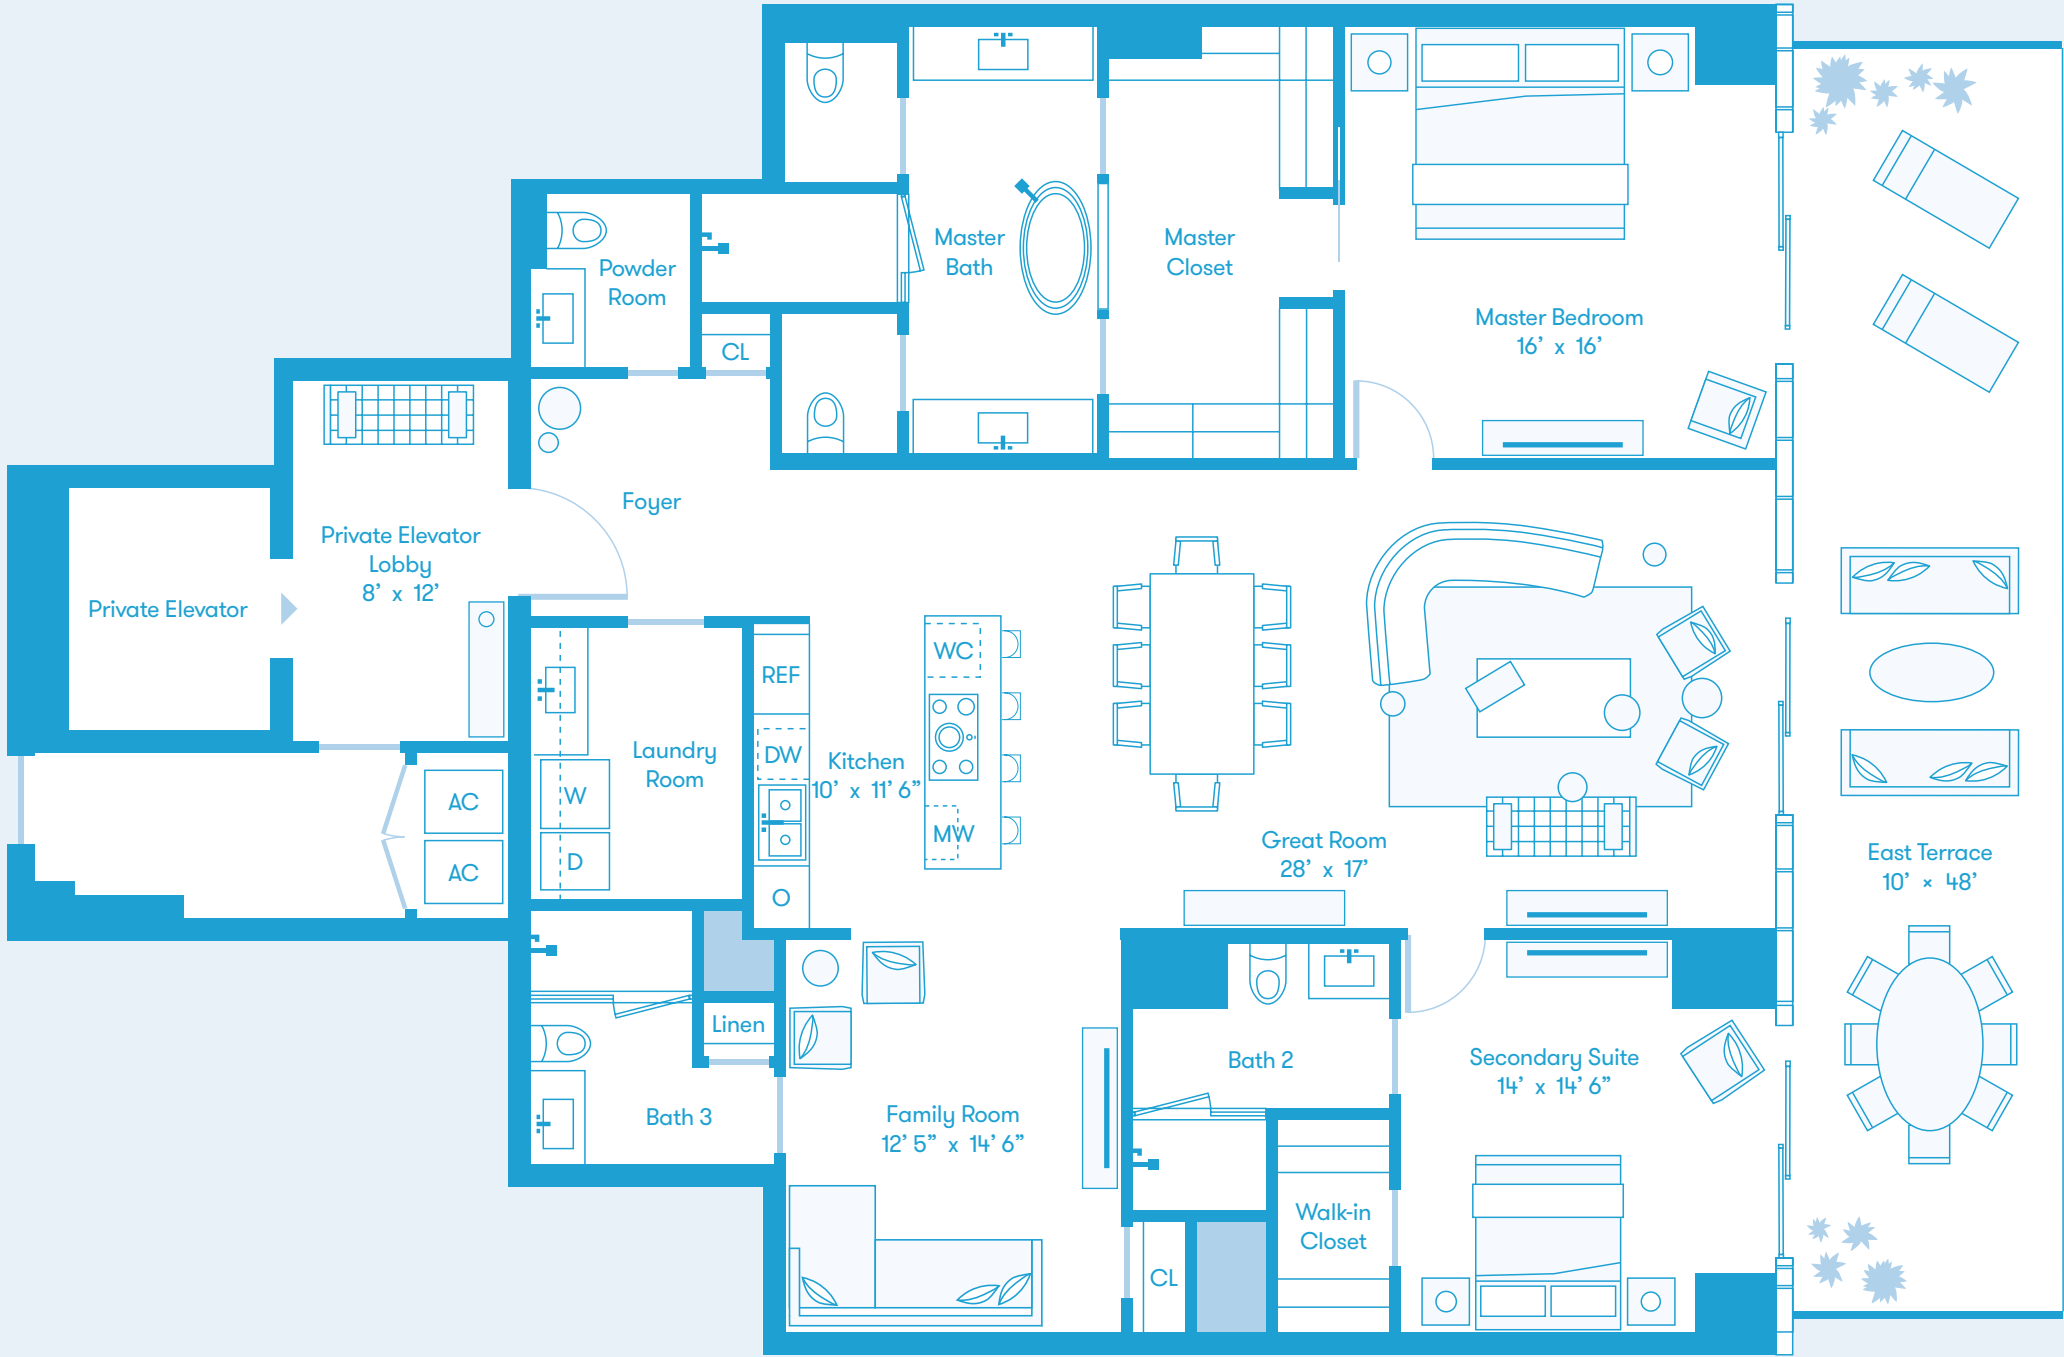 Master
Bath
Master
Closet
Powder
Room
Master Bedroom
16’ x 16’
CL
Foyer
Private Elevator
Lobby
8’ x 12’
Private Elevator
WC
REF
Laundry
Room
DW
Kitchen
10’ x 11’ 6”
W
AC
MW
Great Room
28’ x 17’
East Terrace
10’ × 48’
D
AC
O
Linen
Bath 2
Secondary Suite
14’ x 14’ 6”
Bath 3
Family Room
12’ 5” x 14’ 6”
Walk-in
Closet
CL